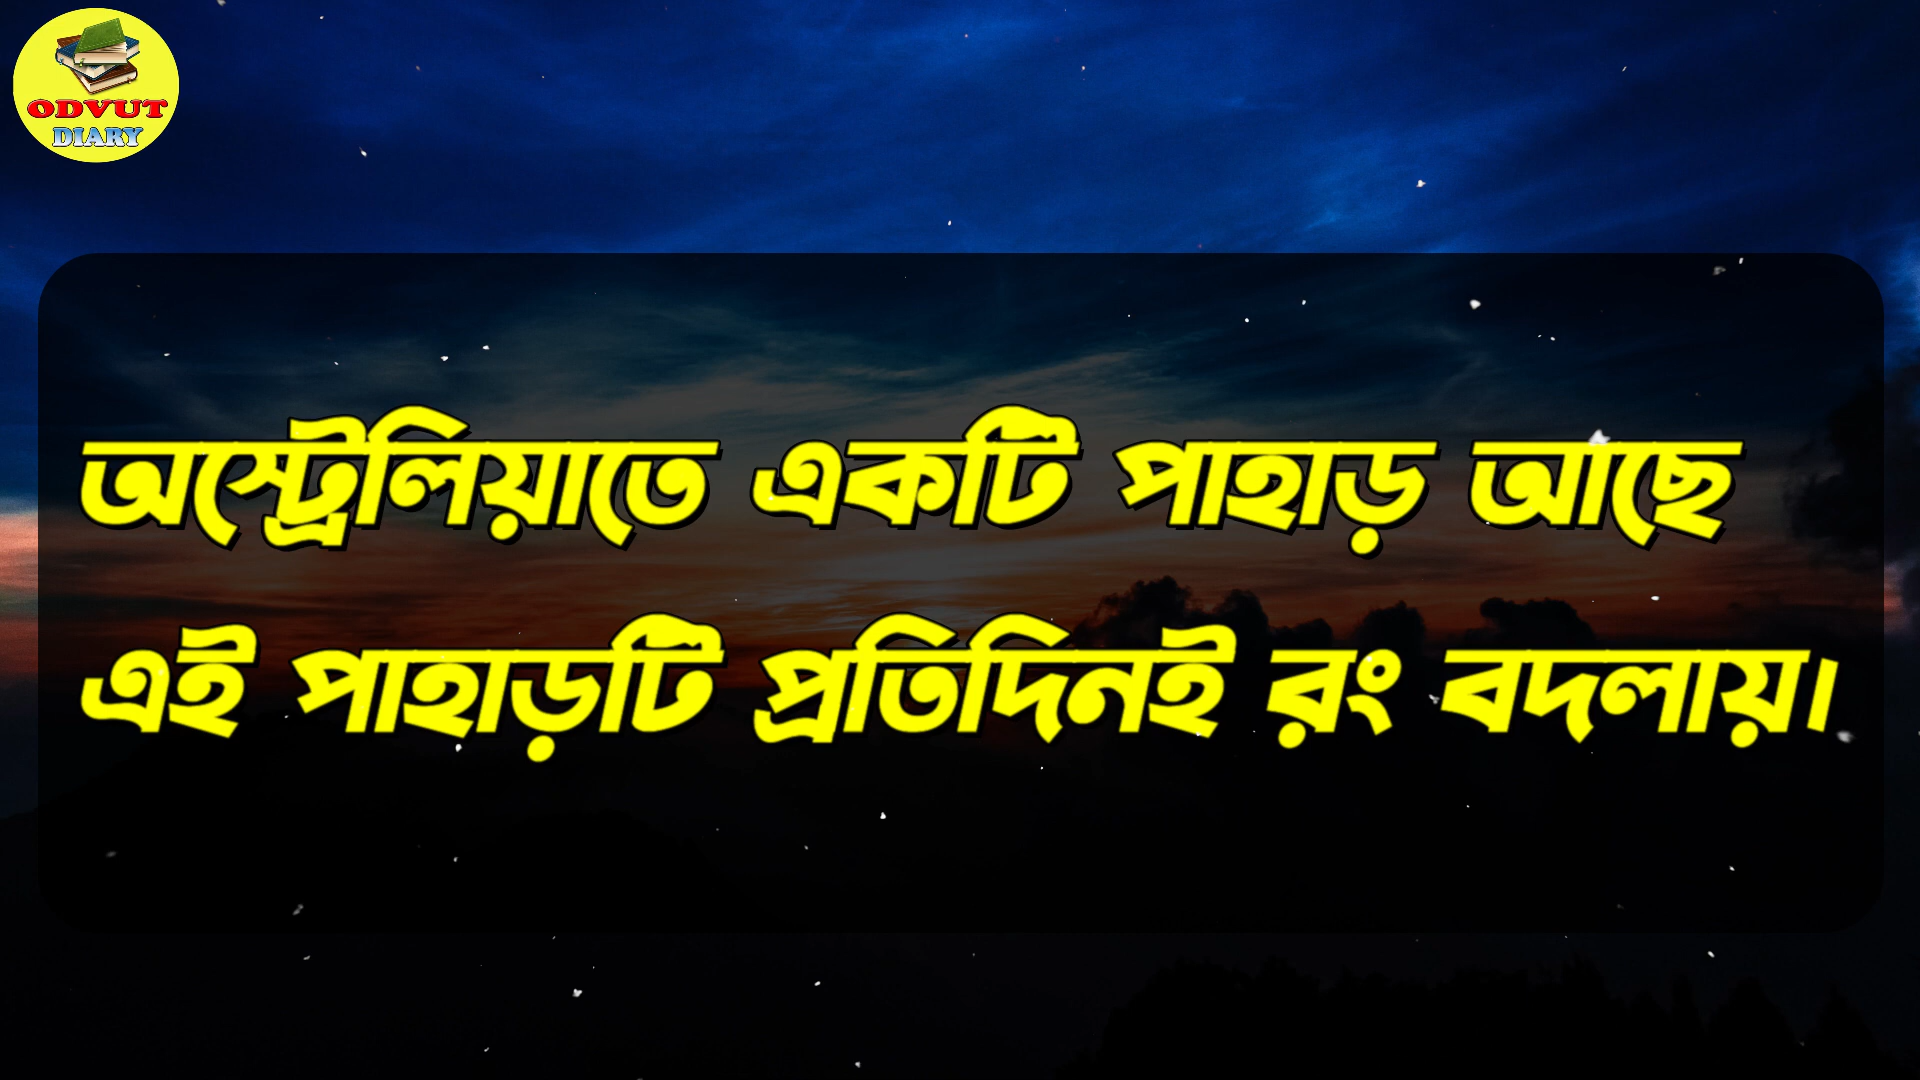 ODVUT
DIARY
অস্ট্রেলিয়াতে একটি পাহাড় আছে
এই পাহাড়টি প্রতিদিনই রং বদলায়।